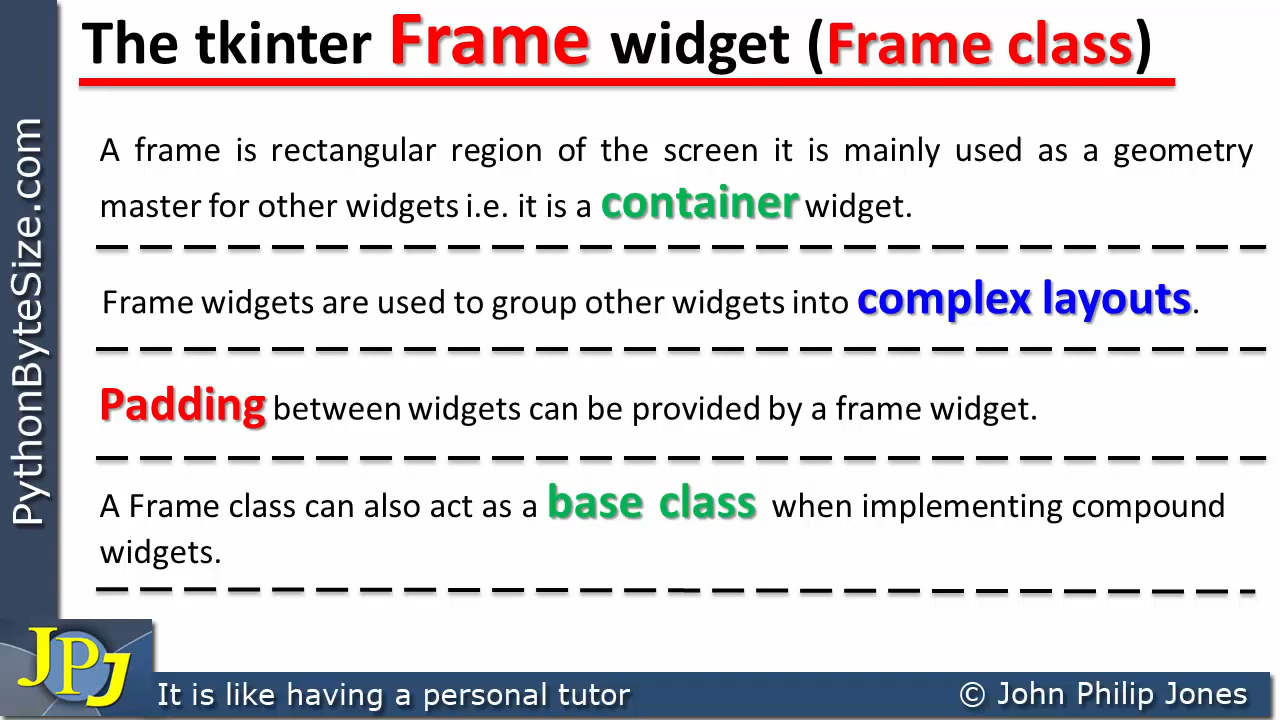 The tkinter Frame widget (Frame class)
A frame is rectangular region of the screen it is mainly used as a geometry
master for other widgets i.e. it is a container widget.
Frame widgets are used to group other widgets into complex layouts.
Padding between widgets can be provided by a frame widget.
A Frame class can also act as a base class when implementing compound
widgets.
PythonByteSize.com
JPJ
It is like having a personal tutor
© John Philip Jones